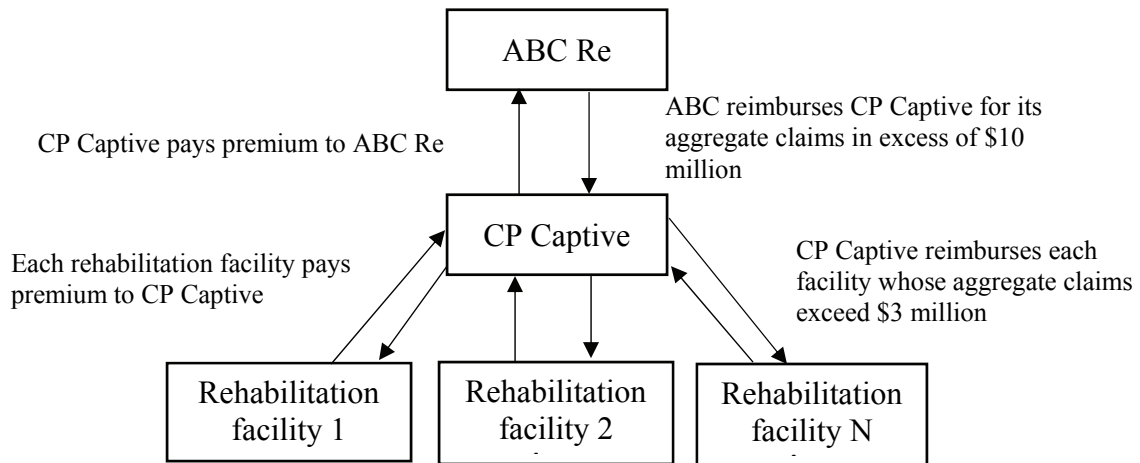 ABC Re
CP Captive pays premium to ABC Re
ABC reimburses CP Captive for its
aggregate claims in excess of $10
million
CP Captive
Each rehabilitation facility pays
premium to CP Captive
CP Captive reimburses each
facility whose aggregate claims
exceed $3 million
Rehabilitation
facility 1
Rehabilitation
facility 2
Rehabilitation
facility N